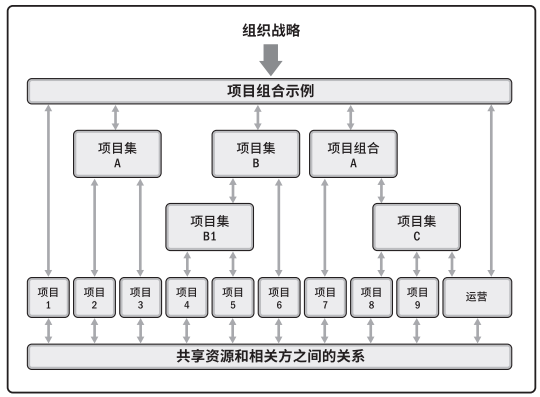 组织战略
项目组合示例
项目集
A
项目集
B
项目组合
A
项目集
B1
项目集
C
项目
1
项目
2
项目
3
项目
4
项目
5
项目
6
项目
7
项目
8
项目
9
运营
共享资源和相关方之间的关系